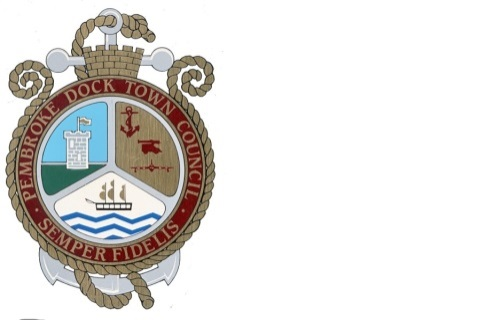 PEMBROKE DOCK TOWN COUNCIL
· SEMPER FIDELIS ·